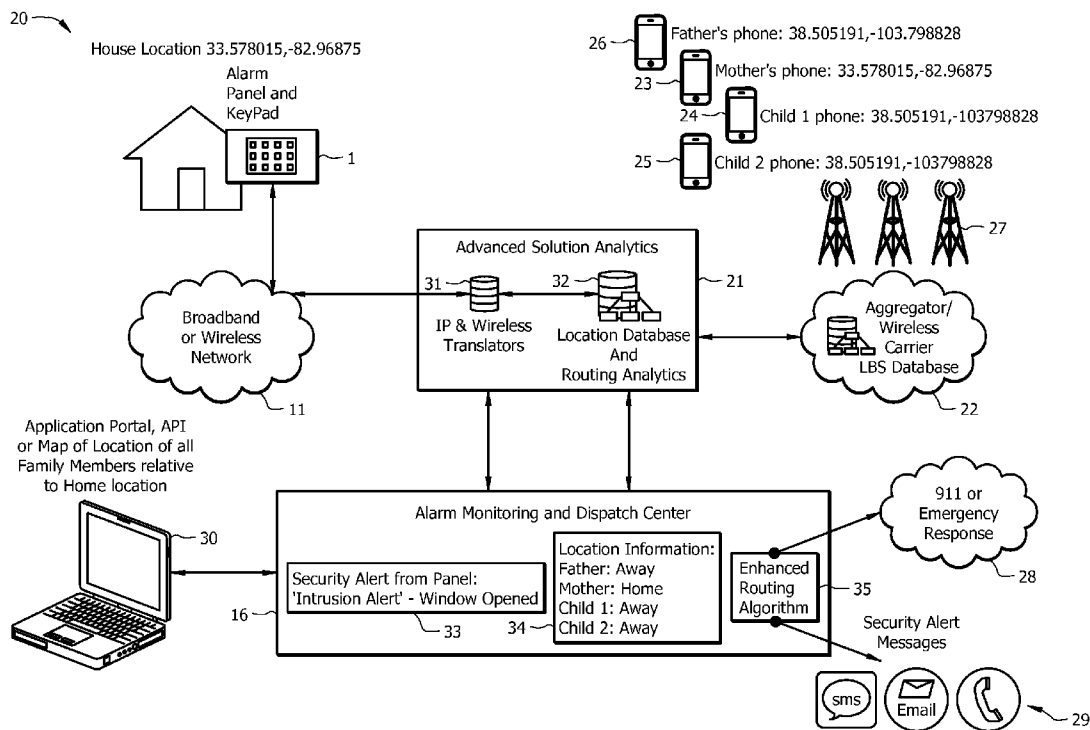 20
House Location 33.578015,-82.96875
Alarm
Panel and
KeyPad
1
26
Father's phone: 38.505191,-103.798828
23
Mother's phone: 33.578015,-82.96875
24
Child 1 phone: 38.505191,-103798828
25
Child 2 phone: 38.505191,-103798828
27
Advanced Solution Analytics
31
32
21
IP & Wireless
Translators
Location Database
And
Routing Analytics
Broadband
or Wireless
Network
11
Aggregator/
Wireless
Carrier
LBS Database
22
Application Portal, API
or Map of Location of all
Family Members relative
to Home location
30
Alarm Monitoring and Dispatch Center
Security Alert from Panel:
'Intrusion Alert' - Window Opened
16
33
34
Location Information:
Father: Away
Mother: Home
Child 1: Away
Child 2: Away
Enhanced
Routing
Algorithm
35
911 or
Emergency
Response
28
Security Alert
Messages
sms
Email
29